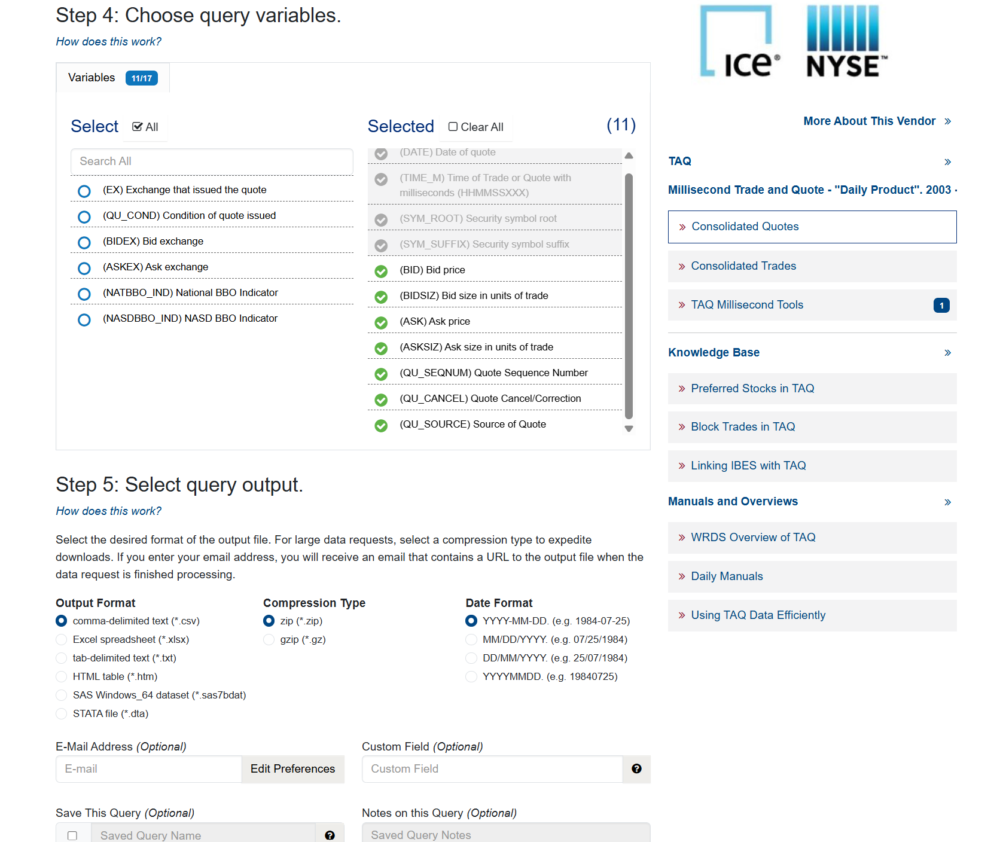 Step 4: Choose query variables.
How does this work?
Variables 11/17
Select All
Search All
(EX) Exchange that issued the quote
(QU_COND) Condition of quote issued
(BIDEX) Bid exchange
(ASKEX) Ask exchange
(NATBBO_IND) National BBO Indicator
(NASDBBO_IND) NASD BBO Indicator
Selected Clear All (11)
(DATE) Date of quote
(TIME_M) Time of Trade or Quote with
milliseconds (HHMMSSXXX)
(SYM_ROOT) Security symbol root
(SYM_SUFFIX) Security symbol suffix
(BID) Bid price
(BIDSIZ) Bid size in units of trade
(ASK) Ask price
(ASKSIZ) Ask size in units of trade
(QU_SEQNUM) Quote Sequence Number
(QU_CANCEL) Quote Cancel/Correction
(QU_SOURCE) Source of Quote
Step 5: Select query output.
How does this work?
Select the desired format of the output file. For large data requests, select a compression type to expedite
downloads. If you enter your email address, you will receive an email that contains a URL to the output file when the
data request is finished processing.
Output Format
comma-delimited text (*.csv)
Excel spreadsheet (*.xlsx)
tab-delimited text (*.txt)
HTML table (*.htm)
SAS Windows_64 dataset (*.sas7bdat)
STATA file (*.dta)
Compression Type
zip (*.zip)
gzip (*.gz)
Date Format
YYYY-MM-DD. (e.g. 1984-07-25)
MM/DD/YYYY. (e.g. 07/25/1984)
DD/MM/YYYY. (e.g. 25/07/1984)
YYYYMMDD. (e.g. 19840725)
E-Mail Address (Optional)
E-mail Edit Preferences
Custom Field (Optional)
Custom Field
Save This Query (Optional)
Saved Query Name
Notes on this Query (Optional)
Saved Query Notes
ICE® NYSE™
More About This Vendor »
TAQ »
Millisecond Trade and Quote - "Daily Product". 2003 -
» Consolidated Quotes
» Consolidated Trades
» TAQ Millisecond Tools 1
Knowledge Base »
» Preferred Stocks in TAQ
» Block Trades in TAQ
» Linking IBES with TAQ
Manuals and Overviews »
» WRDS Overview of TAQ
» Daily Manuals
» Using TAQ Data Efficiently